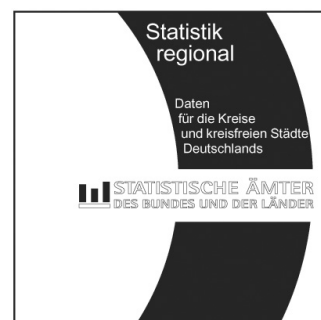 Statistik
regional
Daten
für die Kreise
und kreisfreien Städte
Deutschlands
STATISTISCHE ÄMTER
DES BUNDES UND DER LÄNDER